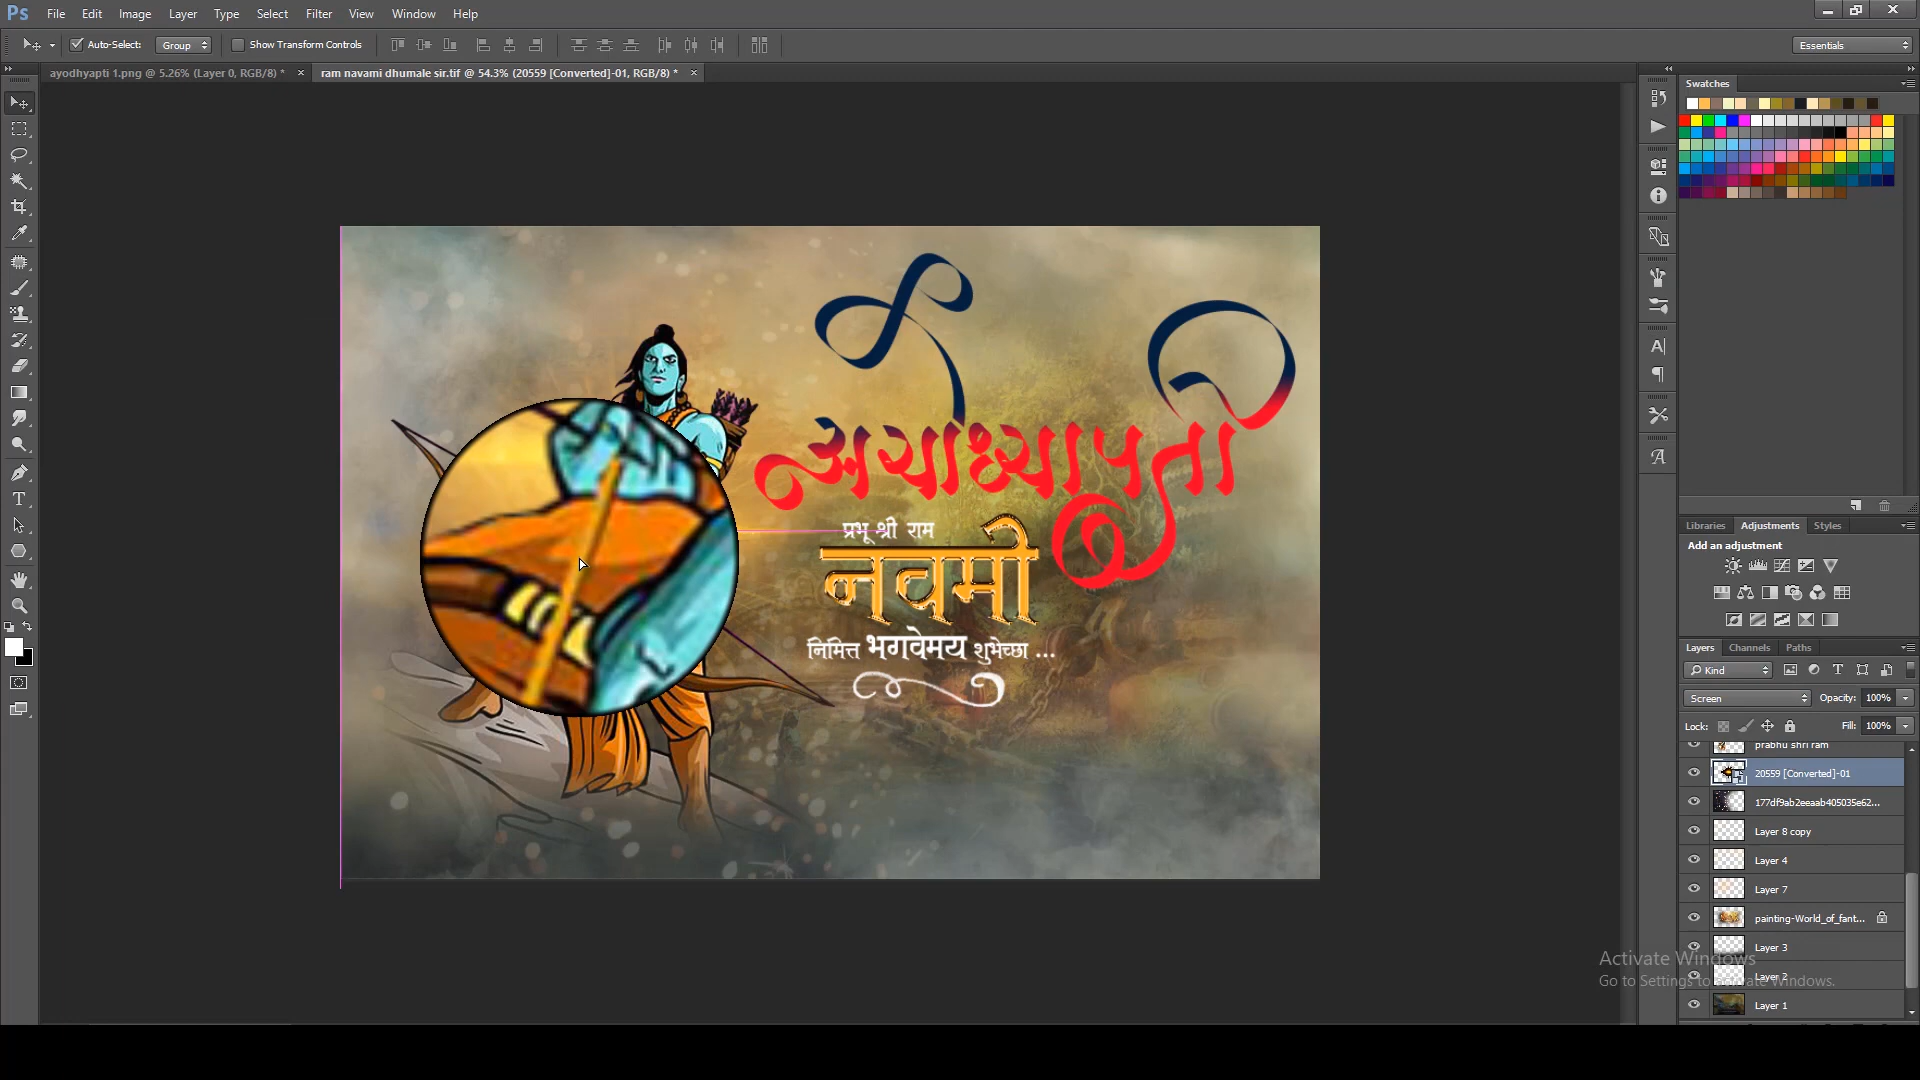 Ps File Edit Image Layer Type Select Filter View Window Help
Auto-Select: Group Show Transform Controls Essentials
ayodhyapti 1.png @ 5.26% (Layer 0, RGB/8) * × ram navami dhumale sir.tif @ 54.3% (20559 [Converted]-01, RGB/8) * ×
Swatches
अयोध्यापती
प्रभू श्री राम
नवमी
निमित्त भगवेमय शुभेच्छा ...
Libraries Adjustments Styles
Add an adjustment
Layers Channels Paths
Kind
Screen Opacity: 100%
Lock: Fill: 100%
prabhu shri ram
20559 [Converted]-01
177df9ab2eeaab405035e62...
Layer 8 copy
Layer 4
Layer 7
painting-World_of_fant...
Layer 3
Layer 2
Layer 1
Activate Windows
Go to Settings to activate Windows.